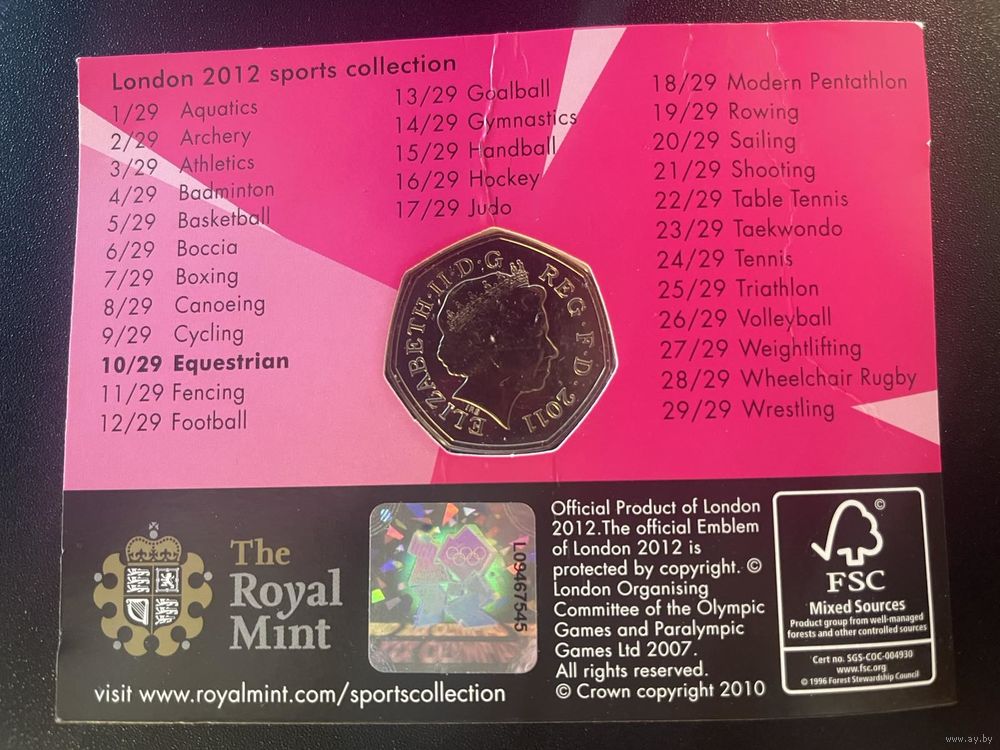 London 2012 sports collection
1/29 Aquatics
2/29 Archery
3/29 Athletics
4/29 Badminton
5/29 Basketball
6/29 Boccia
7/29 Boxing
8/29 Canoeing
9/29 Cycling
10/29 Equestrian
11/29 Fencing
12/29 Football
13/29 Goalball
14/29 Gymnastics
15/29 Handball
16/29 Hockey
17/29 Judo
18/29 Modern Pentathlon
19/29 Rowing
20/29 Sailing
21/29 Shooting
22/29 Table Tennis
23/29 Taekwondo
24/29 Tennis
25/29 Triathlon
26/29 Volleyball
27/29 Weightlifting
28/29 Wheelchair Rugby
29/29 Wrestling
ELIZABETH·II·D·G REG·F·D·2011
IRB
The
Royal
Mint
visit www.royalmint.com/sportscollection
L09467545
Official Product of London
2012.The official Emblem
of London 2012 is
protected by copyright. ©
London Organising
Committee of the Olympic
Games and Paralympic
Games Ltd 2007.
All rights reserved.
© Crown copyright 2010
©
FSC
Mixed Sources
Product group from well-managed
forests and other controlled sources
Cert no. SGS-COC-004930
www.fsc.org
© 1996 Forest Stewardship Council
www.ay.by